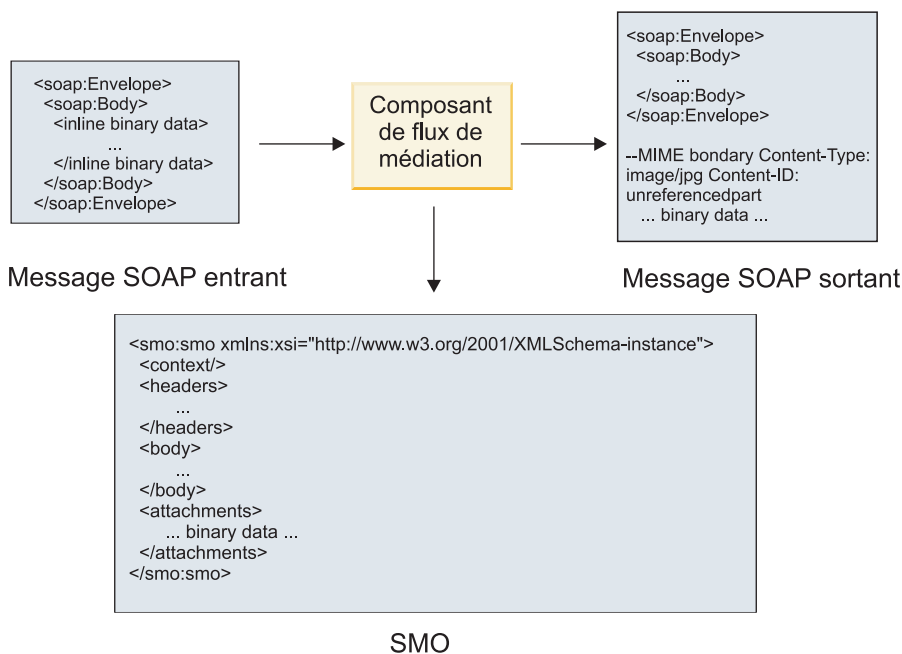 <soap:Envelope>
<soap:Body>
<inline binary data>
...
</inline binary data>
</soap:Body>
</soap:Envelope>
Message SOAP entrant
Composant
de flux de
médiation
<soap:Envelope>
<soap:Body>
...
</soap:Body>
</soap:Envelope>
--MIME bondary Content-Type:
image/jpg Content-ID:
unreferencedpart
... binary data ...
Message SOAP sortant
<smo:smo xmlns:xsi="http://www.w3.org/2001/XMLSchema-instance">
<context/>
<headers>
...
</headers>
<body>
...
</body>
<attachments>
... binary data ...
</attachments>
</smo:smo>
SMO